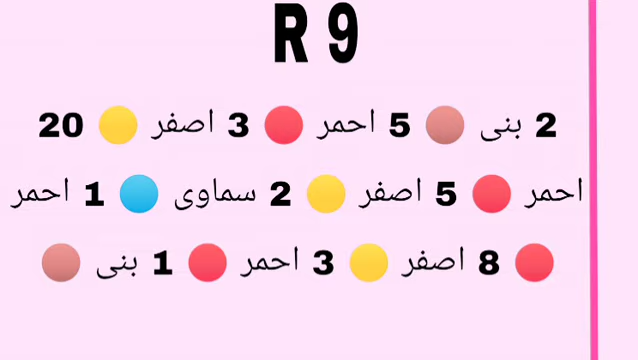 R 9
2 بنى 🟤 5 احمر 🔴 3 اصفر 🟡 20
احمر 🔴 5 اصفر 🟡 2 سماوى 🔵 1 احمر
🔴 8 اصفر 🟡 3 احمر 🔴 1 بنى 🟤